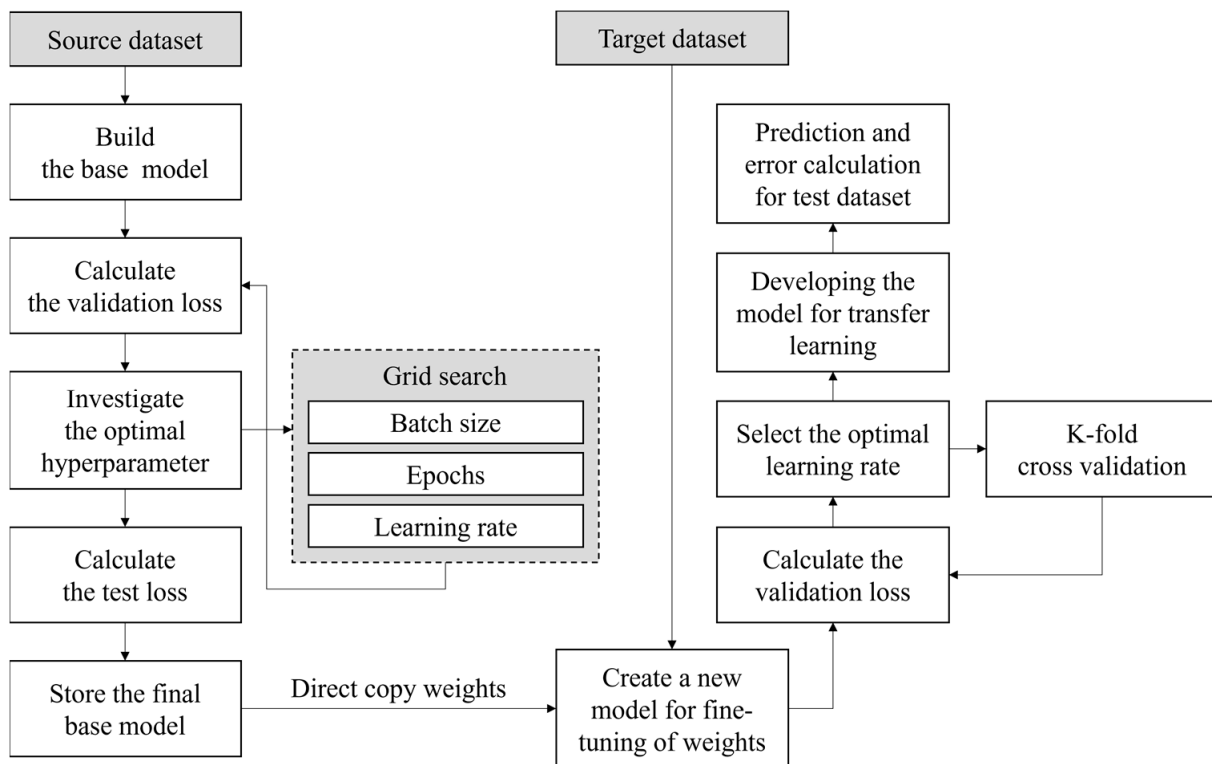 Source dataset
Build
the base model
Calculate
the validation loss
Investigate
the optimal
hyperparameter
Calculate
the test loss
Store the final
base model
Grid search
Batch size
Epochs
Learning rate
Direct copy weights
Target dataset
Create a new
model for fine-
tuning of weights
Prediction and
error calculation
for test dataset
Developing the
model for transfer
learning
Select the optimal
learning rate
K-fold
cross validation
Calculate the
validation loss